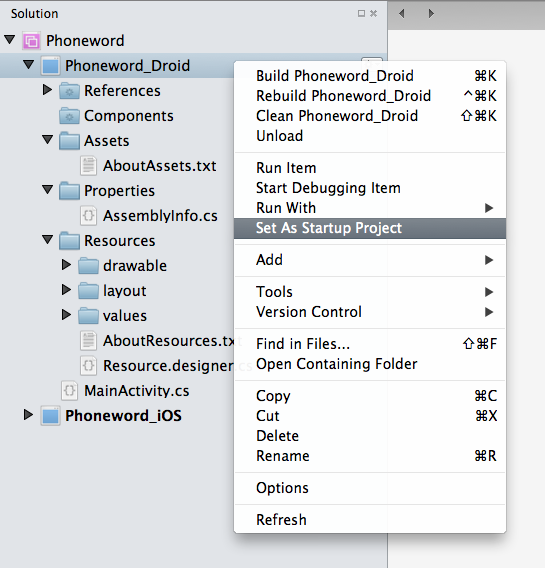 Solution
Phoneword
Phoneword_Droid
References
Components
Assets
AboutAssets.txt
Properties
AssemblyInfo.cs
Resources
drawable
layout
values
AboutResources.txt
Resource.designer.cs
MainActivity.cs
Phoneword_iOS
Build Phoneword_Droid ⌘K
Rebuild Phoneword_Droid ^⌘K
Clean Phoneword_Droid ⇧⌘K
Unload
Run Item
Start Debugging Item
Run With
Set As Startup Project
Add
Tools
Version Control
Find in Files... ⇧⌘F
Open Containing Folder
Copy ⌘C
Cut ⌘X
Delete
Rename ⌘R
Options
Refresh